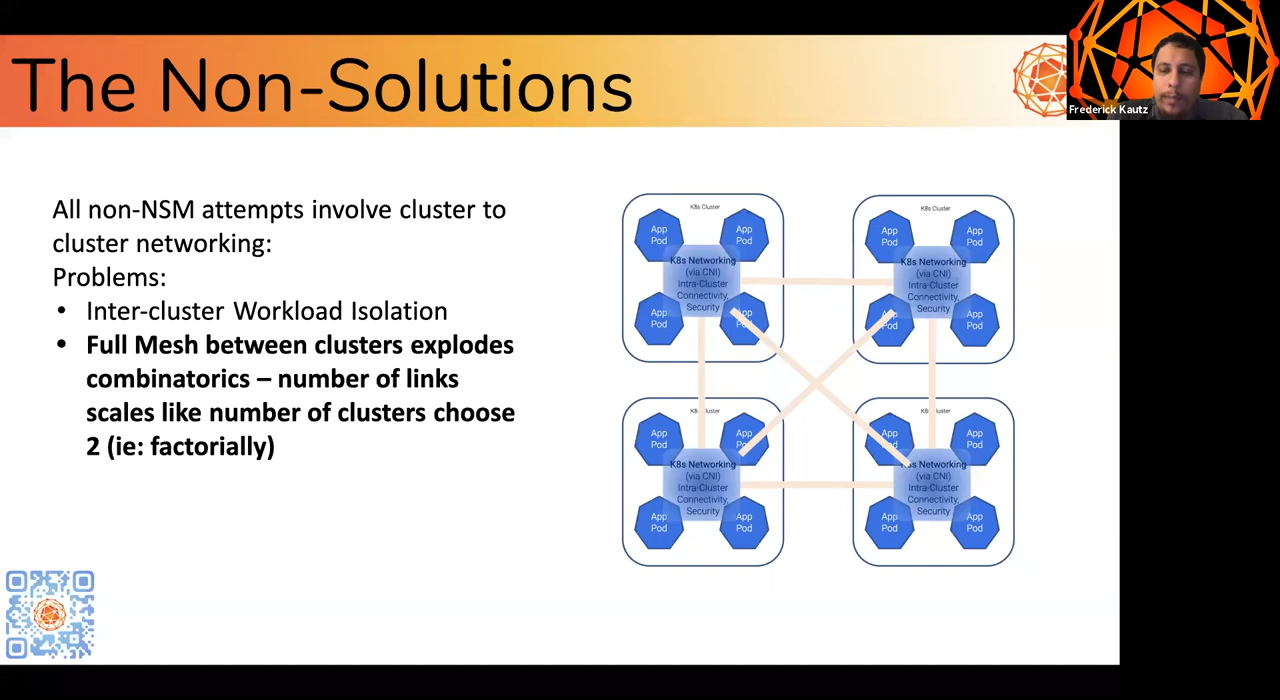 The Non-Solutions
Frederick Kautz
All non-NSM attempts involve cluster to
cluster networking:
Problems:
• Inter-cluster Workload Isolation
• Full Mesh between clusters explodes
combinatorics – number of links
scales like number of clusters choose
2 (ie: factorially)
K8s Cluster
App
Pod
App
Pod
K8s Networking
(via CNI)
Intra-Cluster
Connectivity,
Security
App
Pod
App
Pod
K8s Cluster
App
Pod
App
Pod
K8s Networking
(via CNI)
Intra-Cluster
Connectivity,
Security
App
Pod
App
Pod
K8s Cluster
App
Pod
App
Pod
K8s Networking
(via CNI)
Intra-Cluster
Connectivity,
Security
App
Pod
App
Pod
K8s Cluster
App
Pod
App
Pod
K8s Networking
(via CNI)
Intra-Cluster
Connectivity,
Security
App
Pod
App
Pod